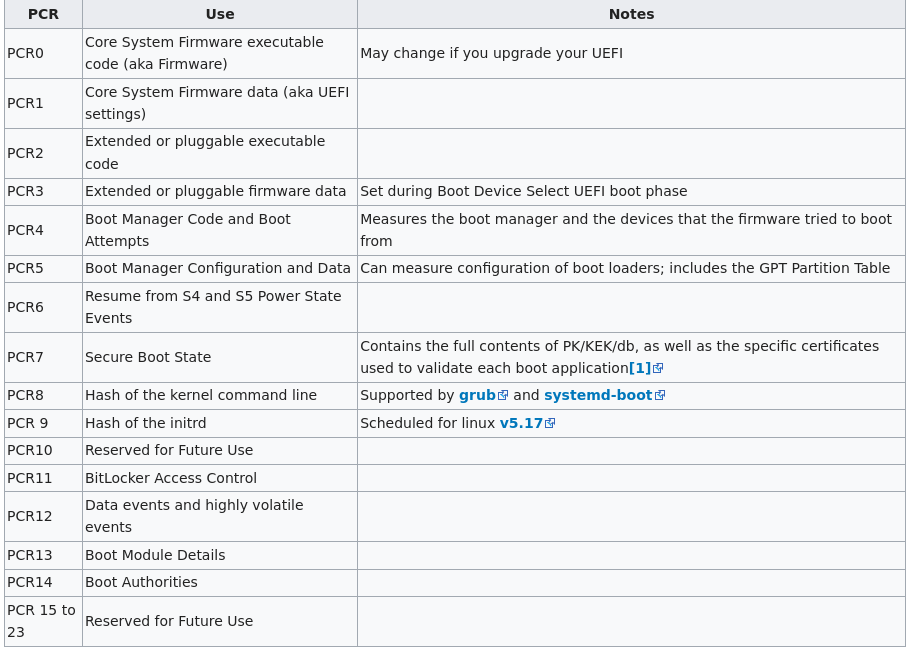 PCR Use Notes
PCR0 Core System Firmware executable code (aka Firmware) May change if you upgrade your UEFI
PCR1 Core System Firmware data (aka UEFI settings)
PCR2 Extended or pluggable executable code
PCR3 Extended or pluggable firmware data Set during Boot Device Select UEFI boot phase
PCR4 Boot Manager Code and Boot Attempts Measures the boot manager and the devices that the firmware tried to boot from
PCR5 Boot Manager Configuration and Data Can measure configuration of boot loaders; includes the GPT Partition Table
PCR6 Resume from S4 and S5 Power State Events
PCR7 Secure Boot State Contains the full contents of PK/KEK/db, as well as the specific certificates used to validate each boot application[1]
PCR8 Hash of the kernel command line Supported by grub and systemd-boot
PCR 9 Hash of the initrd Scheduled for linux v5.17
PCR10 Reserved for Future Use
PCR11 BitLocker Access Control
PCR12 Data events and highly volatile events
PCR13 Boot Module Details
PCR14 Boot Authorities
PCR 15 to 23 Reserved for Future Use